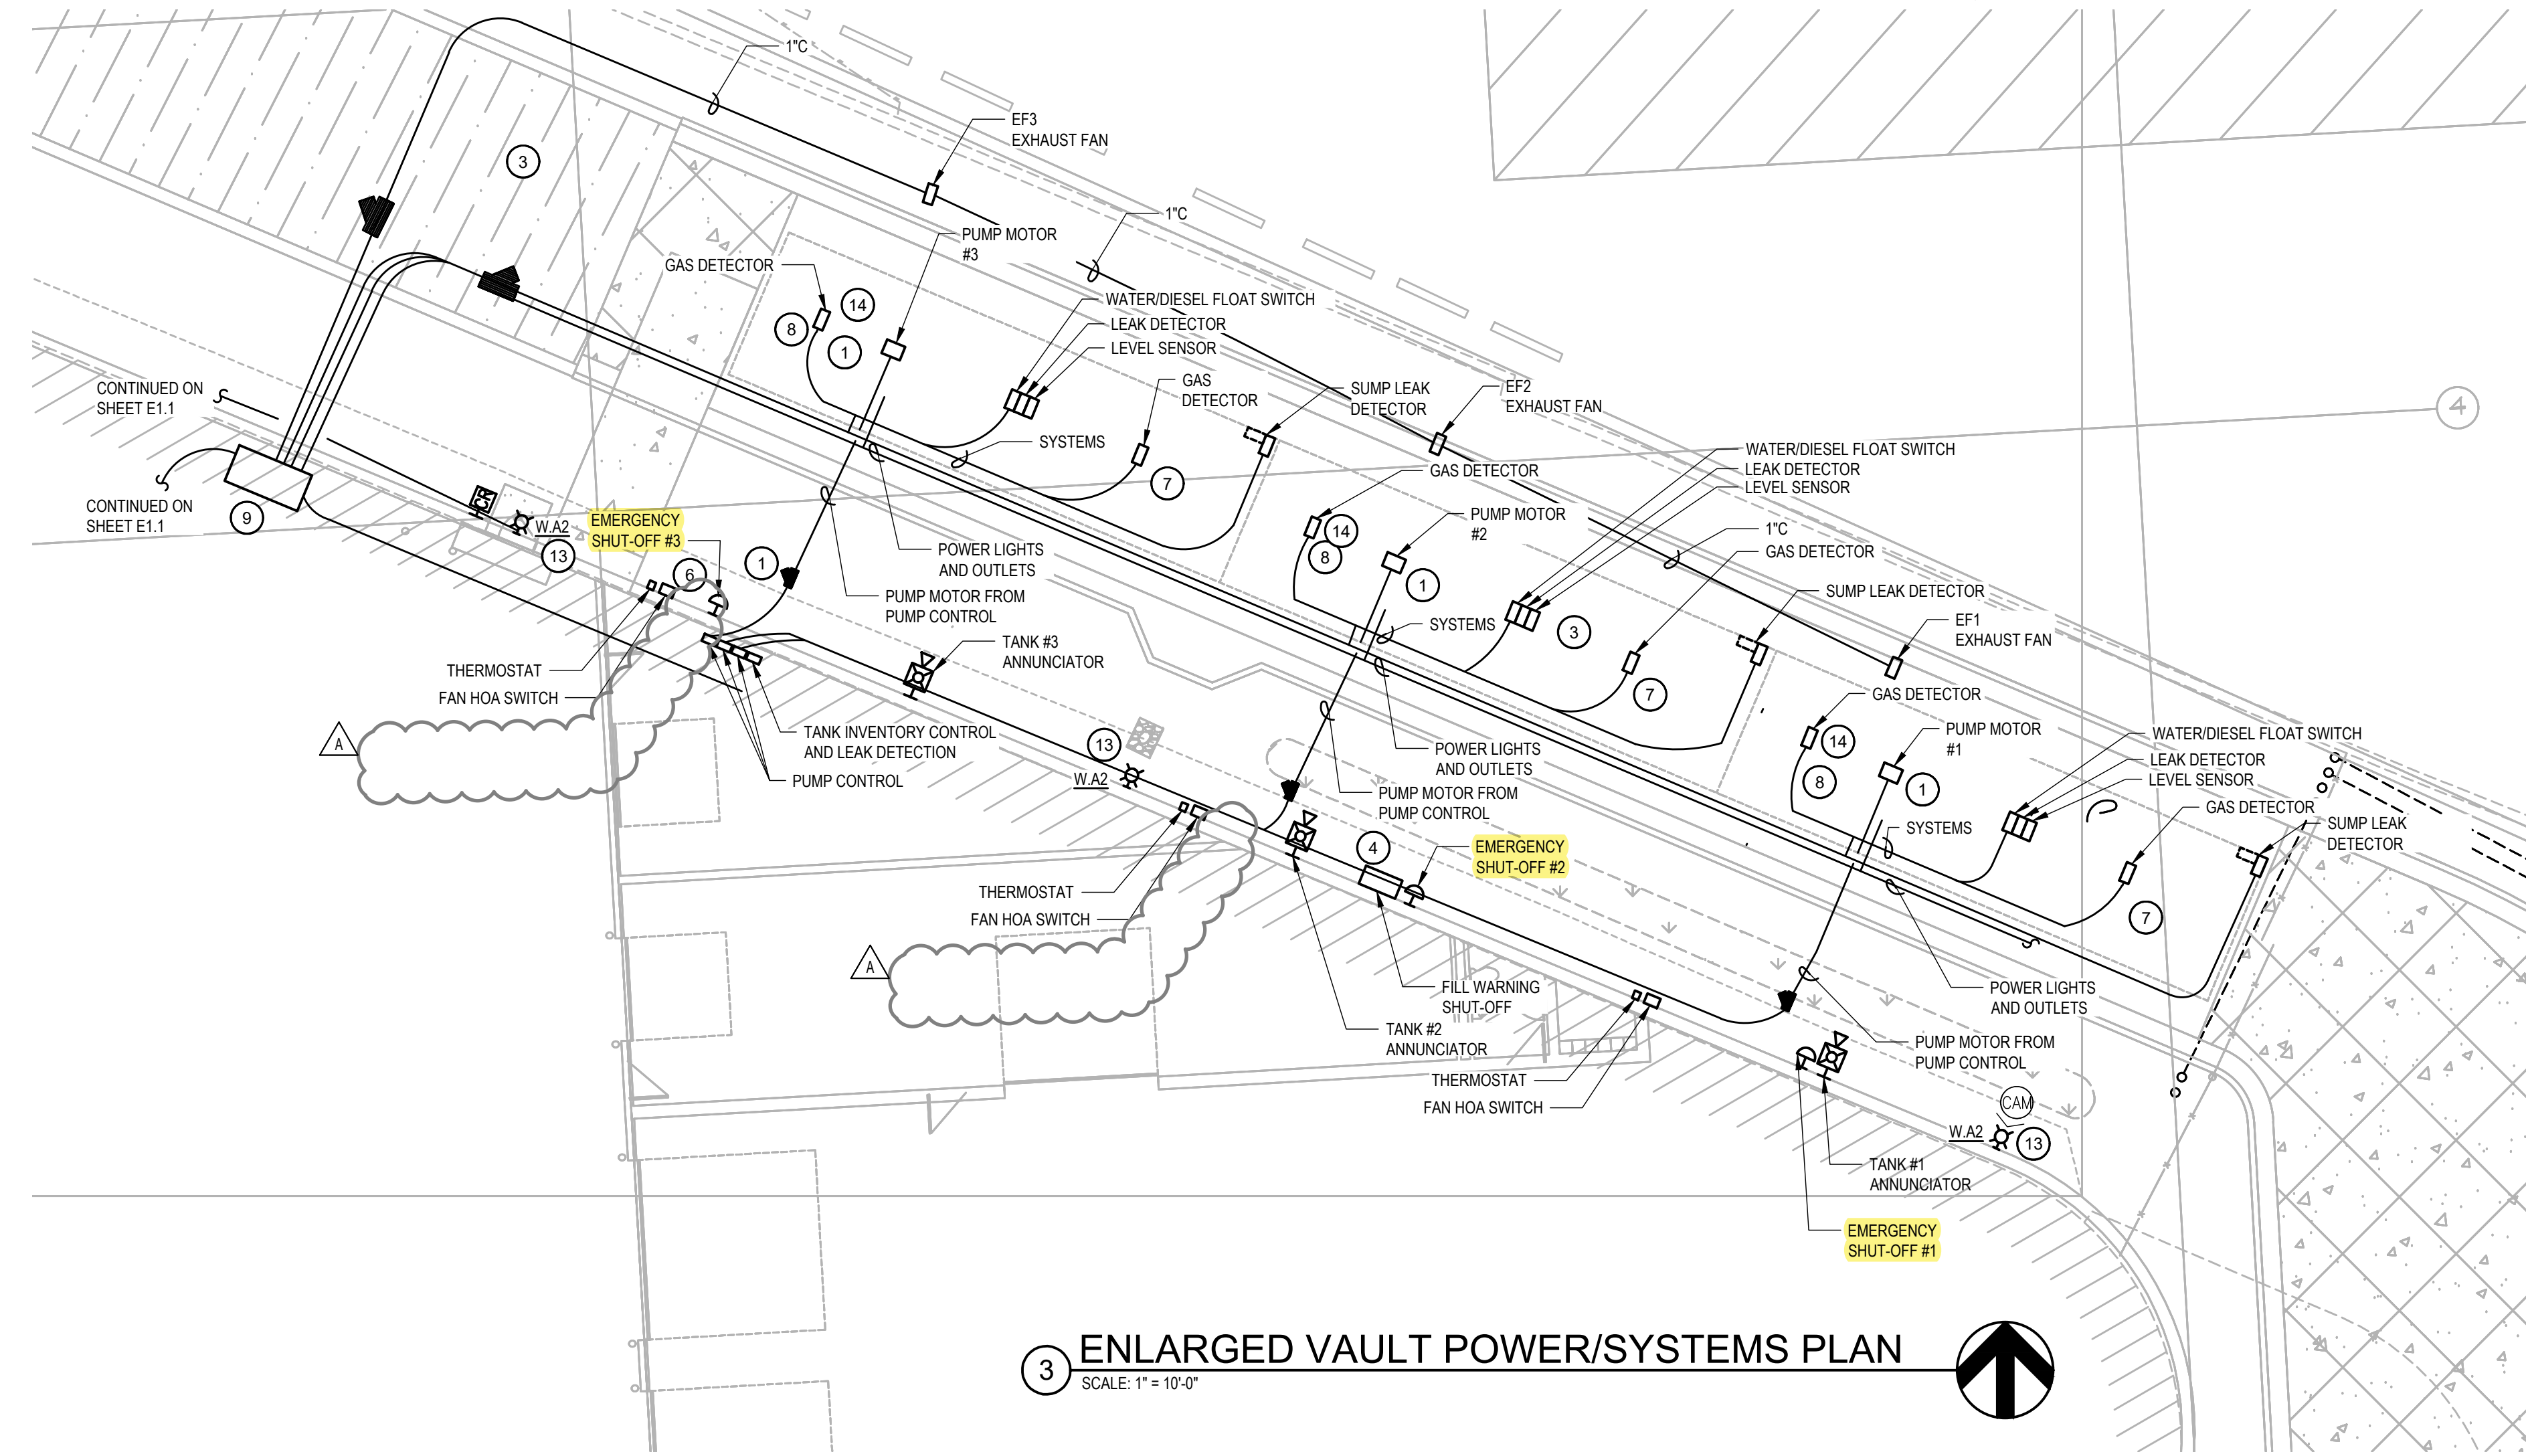 1"C
EF3
EXHAUST FAN
3
1"C
PUMP MOTOR
#3
GAS DETECTOR
14
8
1
WATER/DIESEL FLOAT SWITCH
LEAK DETECTOR
LEVEL SENSOR
GAS
DETECTOR
SUMP LEAK
DETECTOR
EF2
EXHAUST FAN
4
CONTINUED ON
SHEET E1.1
SYSTEMS
7
WATER/DIESEL FLOAT SWITCH
LEAK DETECTOR
LEVEL SENSOR
GAS DETECTOR
CONTINUED ON
SHEET E1.1
9
CR
W.A2
13
EMERGENCY
SHUT-OFF #3
6
1
POWER LIGHTS
AND OUTLETS
PUMP MOTOR FROM
PUMP CONTROL
14
8
PUMP MOTOR
#2
1
1"C
GAS DETECTOR
SUMP LEAK DETECTOR
SYSTEMS
3
EF1
EXHAUST FAN
THERMOSTAT
FAN HOA SWITCH
TANK #3
ANNUNCIATOR
7
GAS DETECTOR
A
TANK INVENTORY CONTROL
AND LEAK DETECTION
PUMP CONTROL
13
W.A2
POWER LIGHTS
AND OUTLETS
PUMP MOTOR FROM
PUMP CONTROL
14
8
PUMP MOTOR
#1
1
WATER/DIESEL FLOAT SWITCH
LEAK DETECTOR
LEVEL SENSOR
GAS DETECTOR
SUMP LEAK
DETECTOR
SYSTEMS
4
EMERGENCY
SHUT-OFF #2
THERMOSTAT
FAN HOA SWITCH
7
A
FILL WARNING
SHUT-OFF
TANK #2
ANNUNCIATOR
POWER LIGHTS
AND OUTLETS
PUMP MOTOR FROM
PUMP CONTROL
THERMOSTAT
FAN HOA SWITCH
CAM
W.A2
13
TANK #1
ANNUNCIATOR
EMERGENCY
SHUT-OFF #1
3
ENLARGED VAULT POWER/SYSTEMS PLAN
SCALE: 1" = 10'-0"